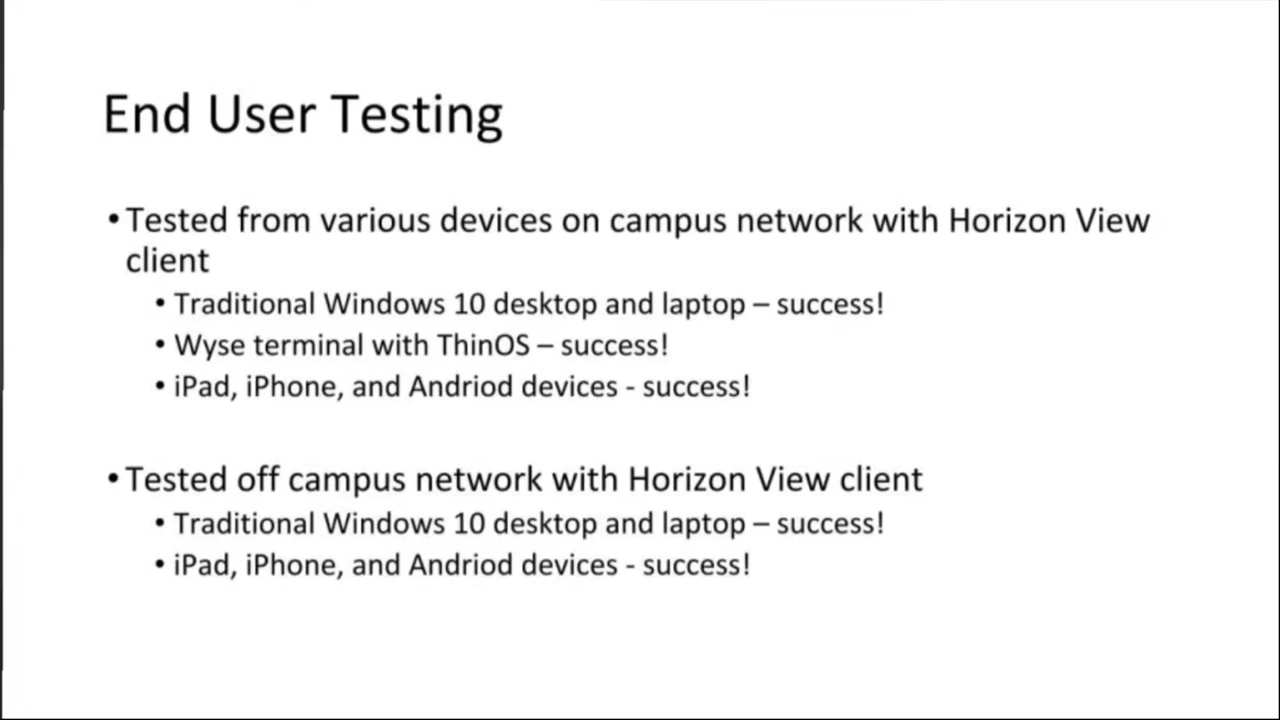 End User Testing
•Tested from various devices on campus network with Horizon View
client
• Traditional Windows 10 desktop and laptop – success!
• Wyse terminal with ThinOS – success!
• iPad, iPhone, and Andriod devices - success!
•Tested off campus network with Horizon View client
• Traditional Windows 10 desktop and laptop – success!
• iPad, iPhone, and Andriod devices - success!